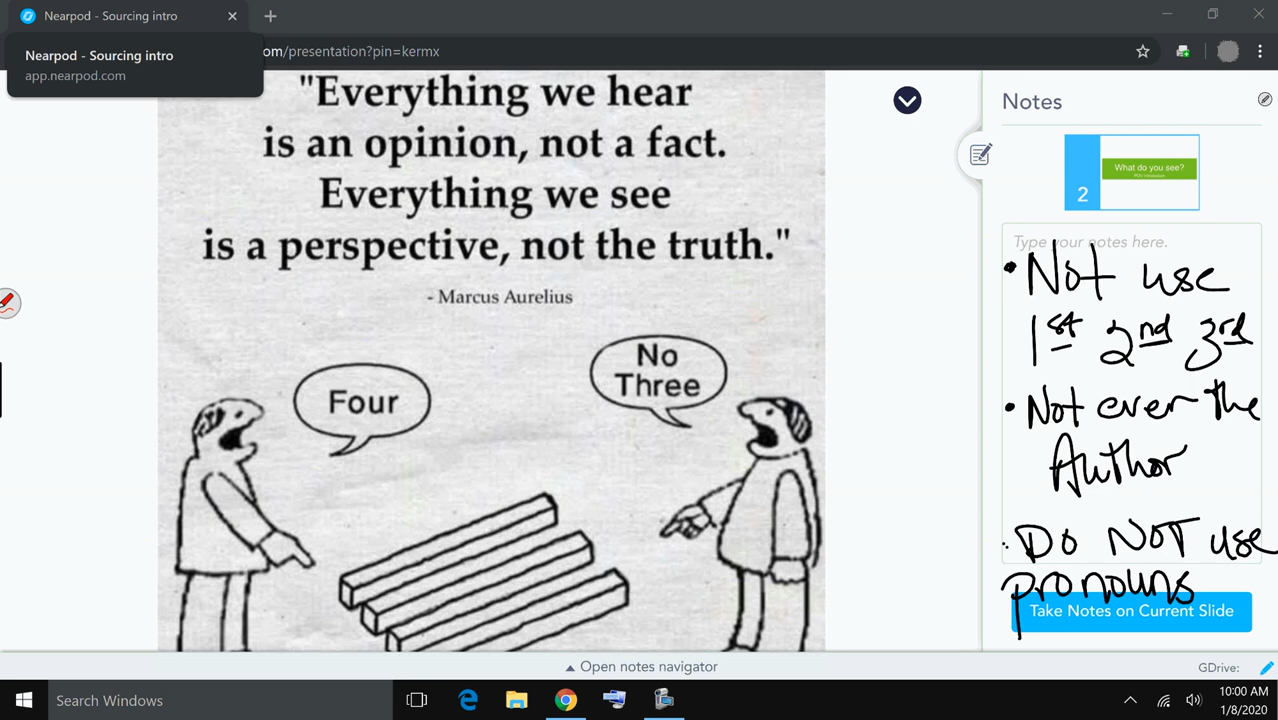 Nearpod - Sourcing intro
Nearpod - Sourcing intro
app.nearpod.com
om/presentation?pin=kermx
"Everything we hear
is an opinion, not a fact.
Everything we see
is a perspective, not the truth."
- Marcus Aurelius
Four
No
Three
Notes
What do you see?
2
Type your notes here.
• Not use
1st 2nd 3rd
• Not ever the
Author
· DO NOT use
pronouns
Take Notes on Current Slide
Open notes navigator
GDrive:
Search Windows
10:00 AM
1/8/2020